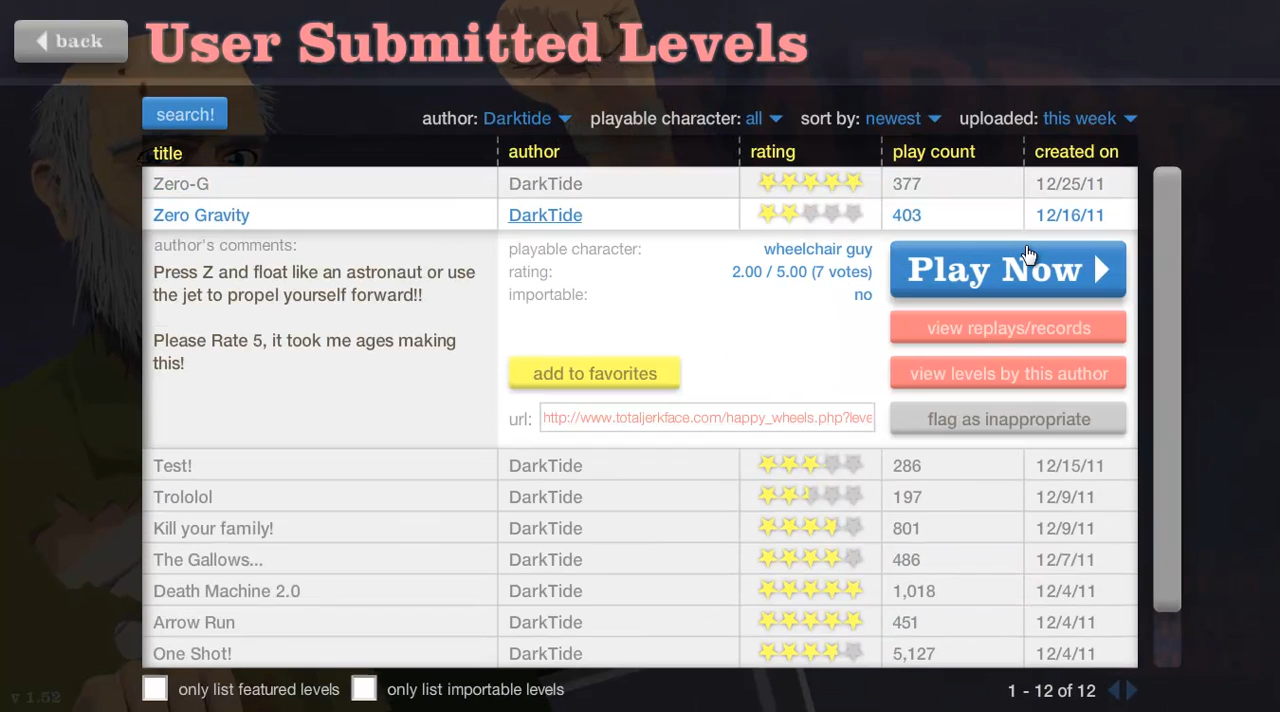 back
User Submitted Levels
search!
author: Darktide playable character: all sort by: newest uploaded: this week
title author rating play count created on
Zero-G DarkTide 377 12/25/11
Zero Gravity DarkTide 403 12/16/11
author's comments:
Press Z and float like an astronaut or use
the jet to propel yourself forward!!
Please Rate 5, it took me ages making
this!
playable character: wheelchair guy
rating: 2.00 / 5.00 (7 votes)
importable: no
add to favorites
url: http://www.totaljerkface.com/happy_wheels.php?leve
Play Now
view replays/records
view levels by this author
flag as inappropriate
Test! DarkTide 286 12/15/11
Trololol DarkTide 197 12/9/11
Kill your family! DarkTide 801 12/9/11
The Gallows... DarkTide 486 12/7/11
Death Machine 2.0 DarkTide 1,018 12/4/11
Arrow Run DarkTide 451 12/4/11
One Shot! DarkTide 5,127 12/4/11
v 1.52
only list featured levels only list importable levels
1 - 12 of 12